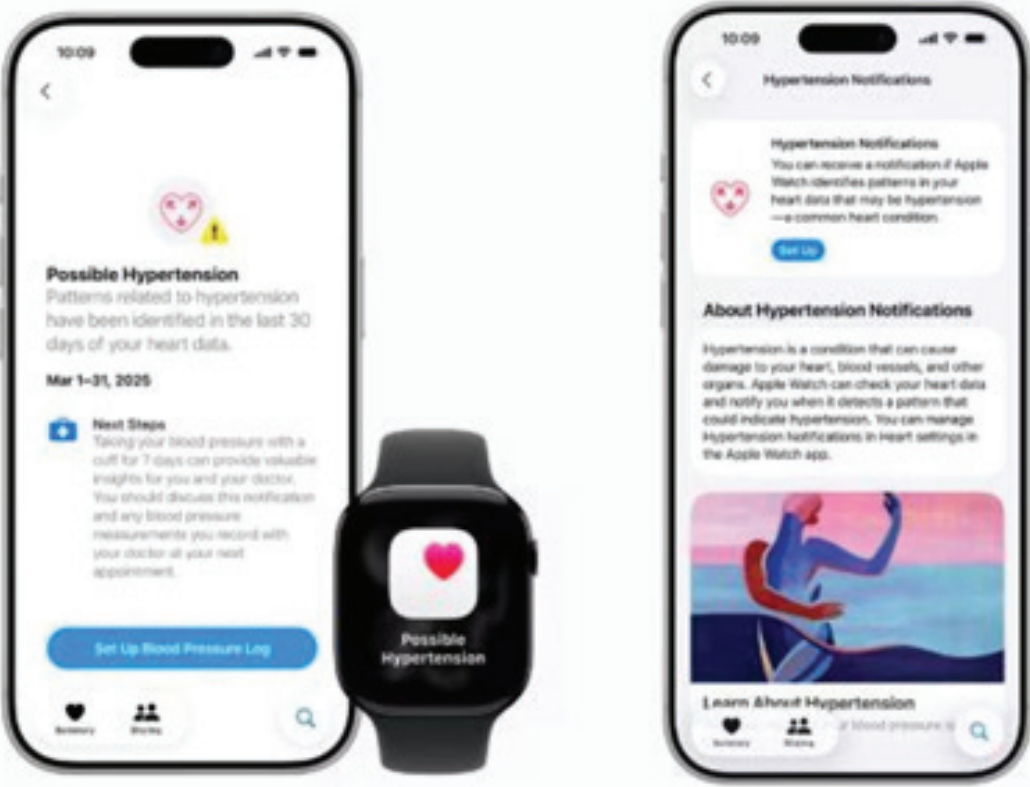 10:09
Possible Hypertension
Patterns related to hypertension
have been identified in the last 30
days of your heart data.
Mar 1–31, 2025
Next Steps
Taking your blood pressure with a
cuff for 7 days can provide valuable
insights for you and your doctor.
You should discuss this notification
and any blood pressure
measurements you record with
your doctor at your next
appointment.
Set Up Blood Pressure Log
Summary
Sharing
Possible
Hypertension
10:09
Hypertension Notifications
Hypertension Notifications
You can receive a notification if Apple
Watch identifies patterns in your
heart data that may be hypertension
—a common heart condition.
Set Up
About Hypertension Notifications
Hypertension is a condition that can cause
damage to your heart, blood vessels, and other
organs. Apple Watch can check your heart data
and notify you when it detects a pattern that
could indicate hypertension. You can manage
Hypertension Notifications in Heart settings in
the Apple Watch app.
Learn About Hypertension
blood pressure is
Summary
Sharing